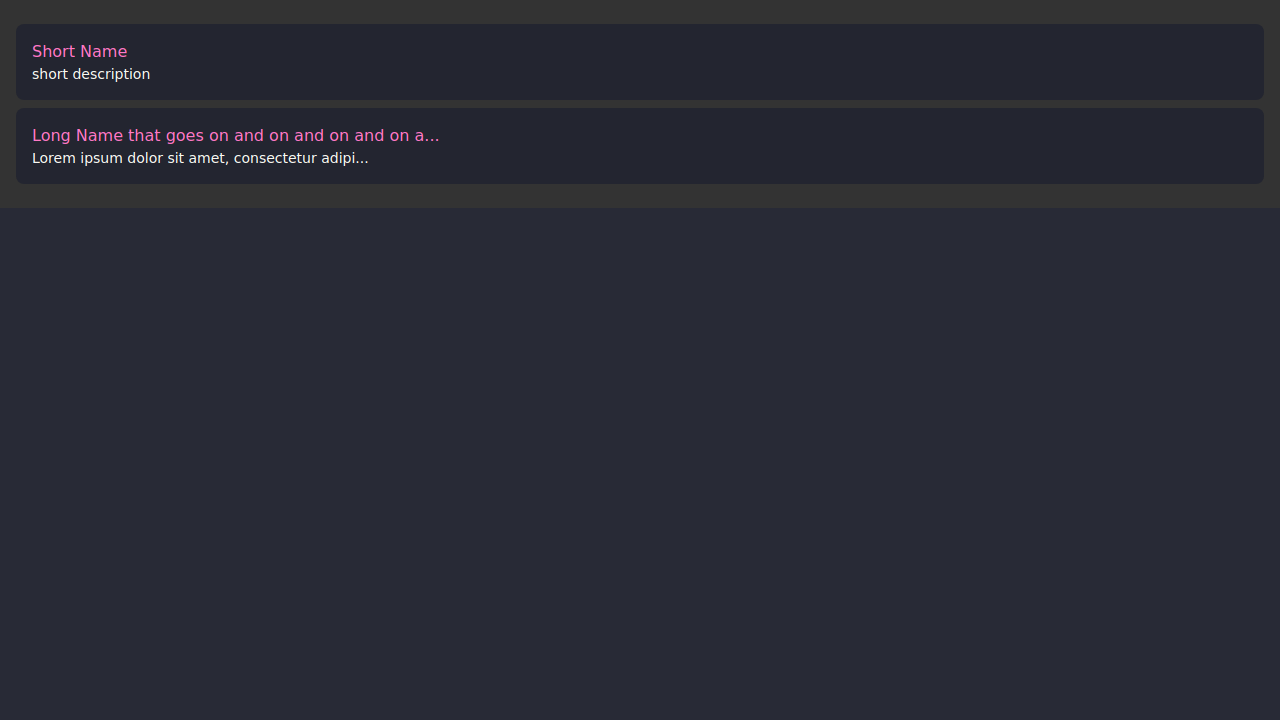 Short Name
short description
Long Name that goes on and on and on and on a...
Lorem ipsum dolor sit amet, consectetur adipi...